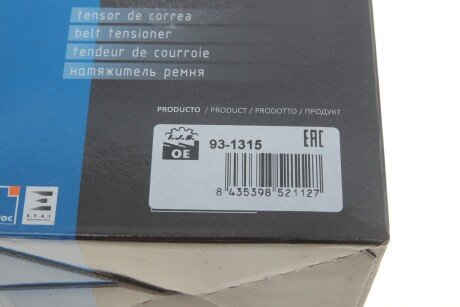 tensor de correa
belt tensioner
tendeur de courroie
натяжитель ремня
PRODUCTO / PRODUCT / PRODOTTO / ПРОДУКТ
I.J.S.
OE
93-1315
EAC
8 435398 521127
E.T.A.I